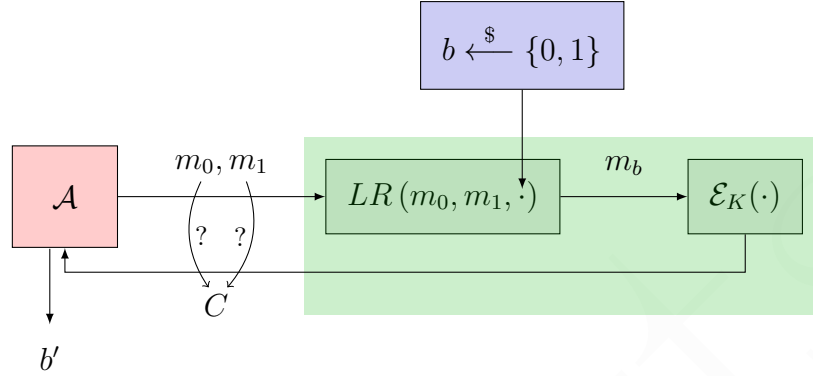 b ←$ {0, 1}
m₀, m₁
m_b
𝒜
LR (m₀, m₁, ·)
ℰ_K(·)
? ?
C
b′